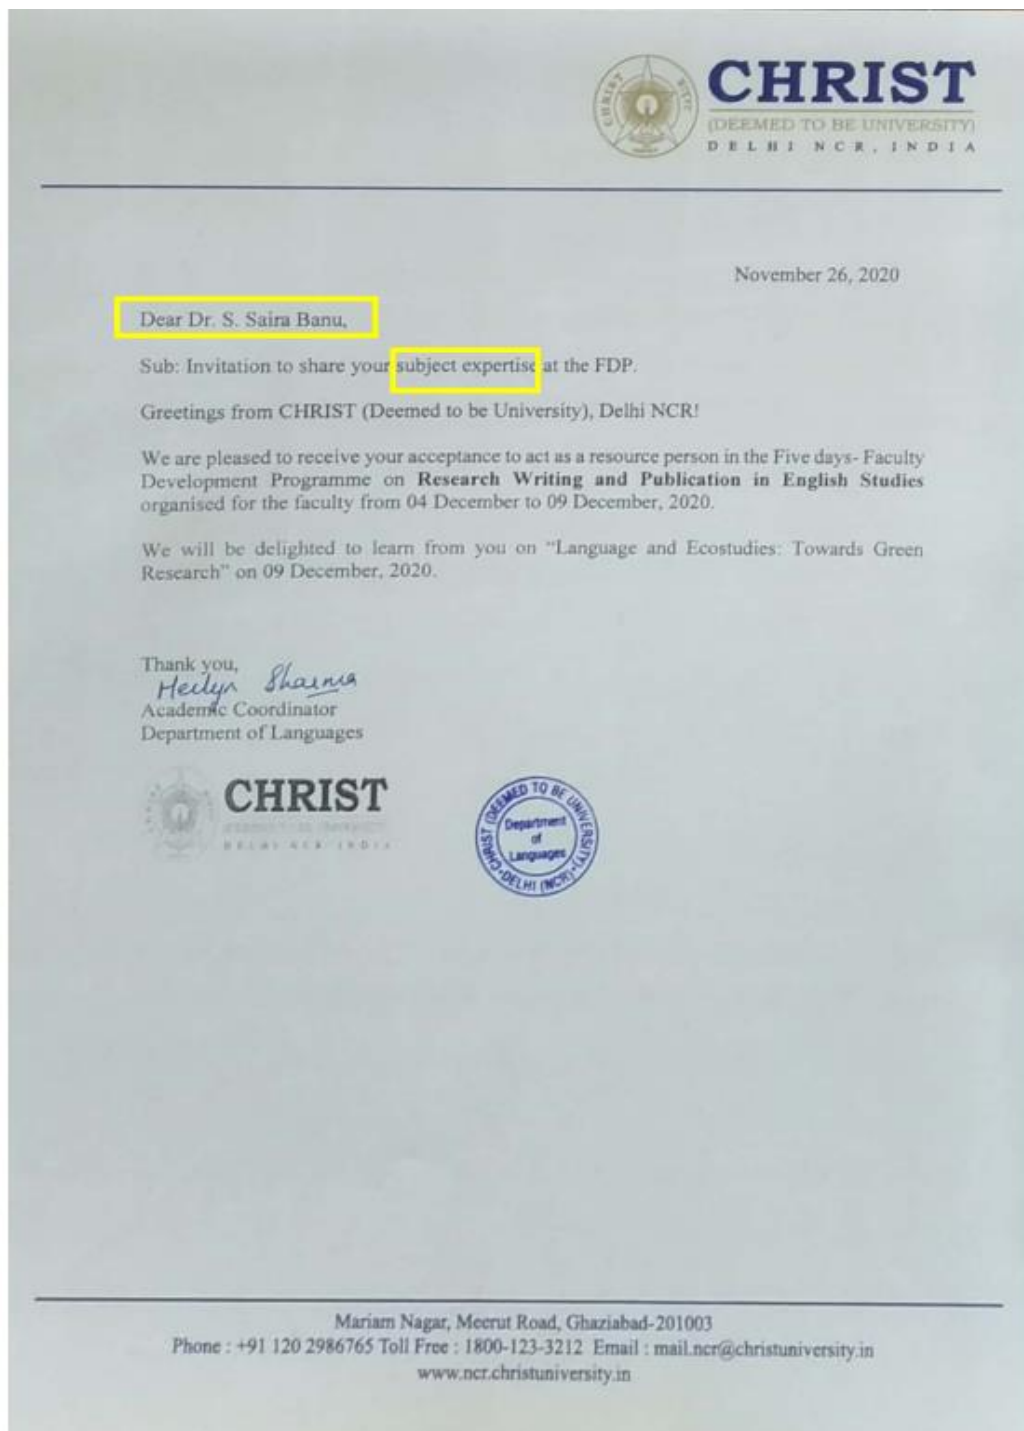 CHRIST
(DEEMED TO BE UNIVERSITY)
DELHI NCR, INDIA
November 26, 2020
Dear Dr. S. Saira Banu,
Sub: Invitation to share your subject expertise at the FDP.
Greetings from CHRIST (Deemed to be University), Delhi NCR!
We are pleased to receive your acceptance to act as a resource person in the Five days- Faculty
Development Programme on Research Writing and Publication in English Studies
organised for the faculty from 04 December to 09 December, 2020.
We will be delighted to learn from you on “Language and Ecostudies: Towards Green
Research” on 09 December, 2020.
Thank you,
Sharma
Academic Coordinator
Department of Languages
CHRIST
DELHI NCR INDIA
CHRIST (DEEMED TO BE UNIVERSITY)
DELHI (NCR)
Department
of
Languages
Mariam Nagar, Meerut Road, Ghaziabad-201003
Phone : +91 120 2986765 Toll Free : 1800-123-3212 Email : mail.ncr@christuniversity.in
www.ncr.christuniversity.in